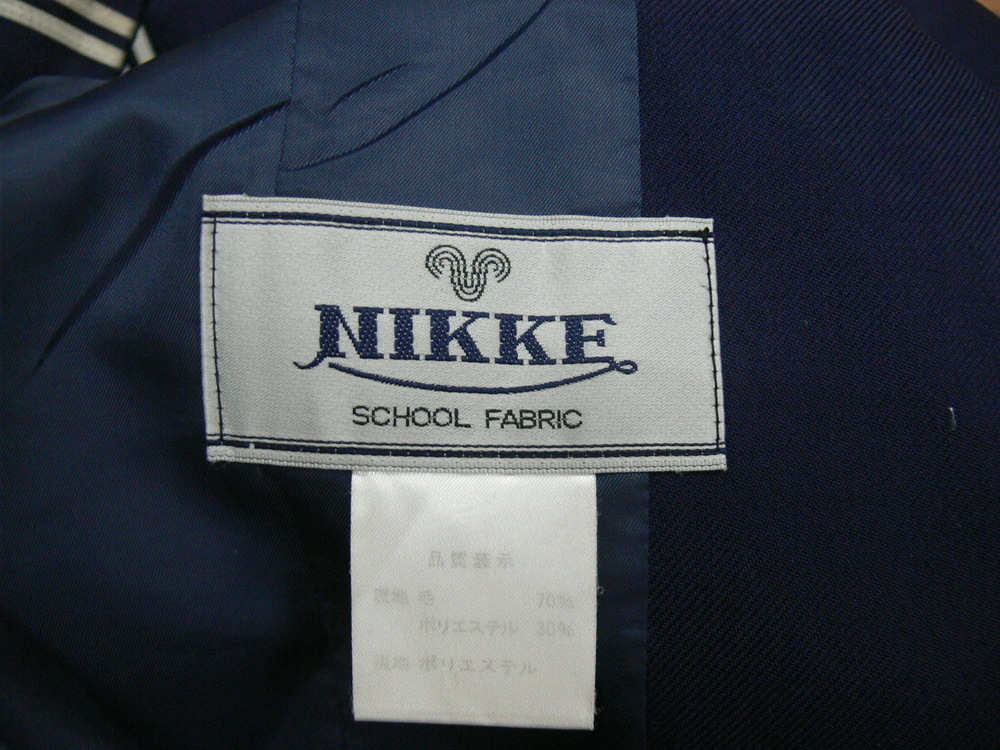 NIKKE
SCHOOL FABRIC
品質表示
表地 毛 70%
ポリエステル 30%
裏地 ポリエステル